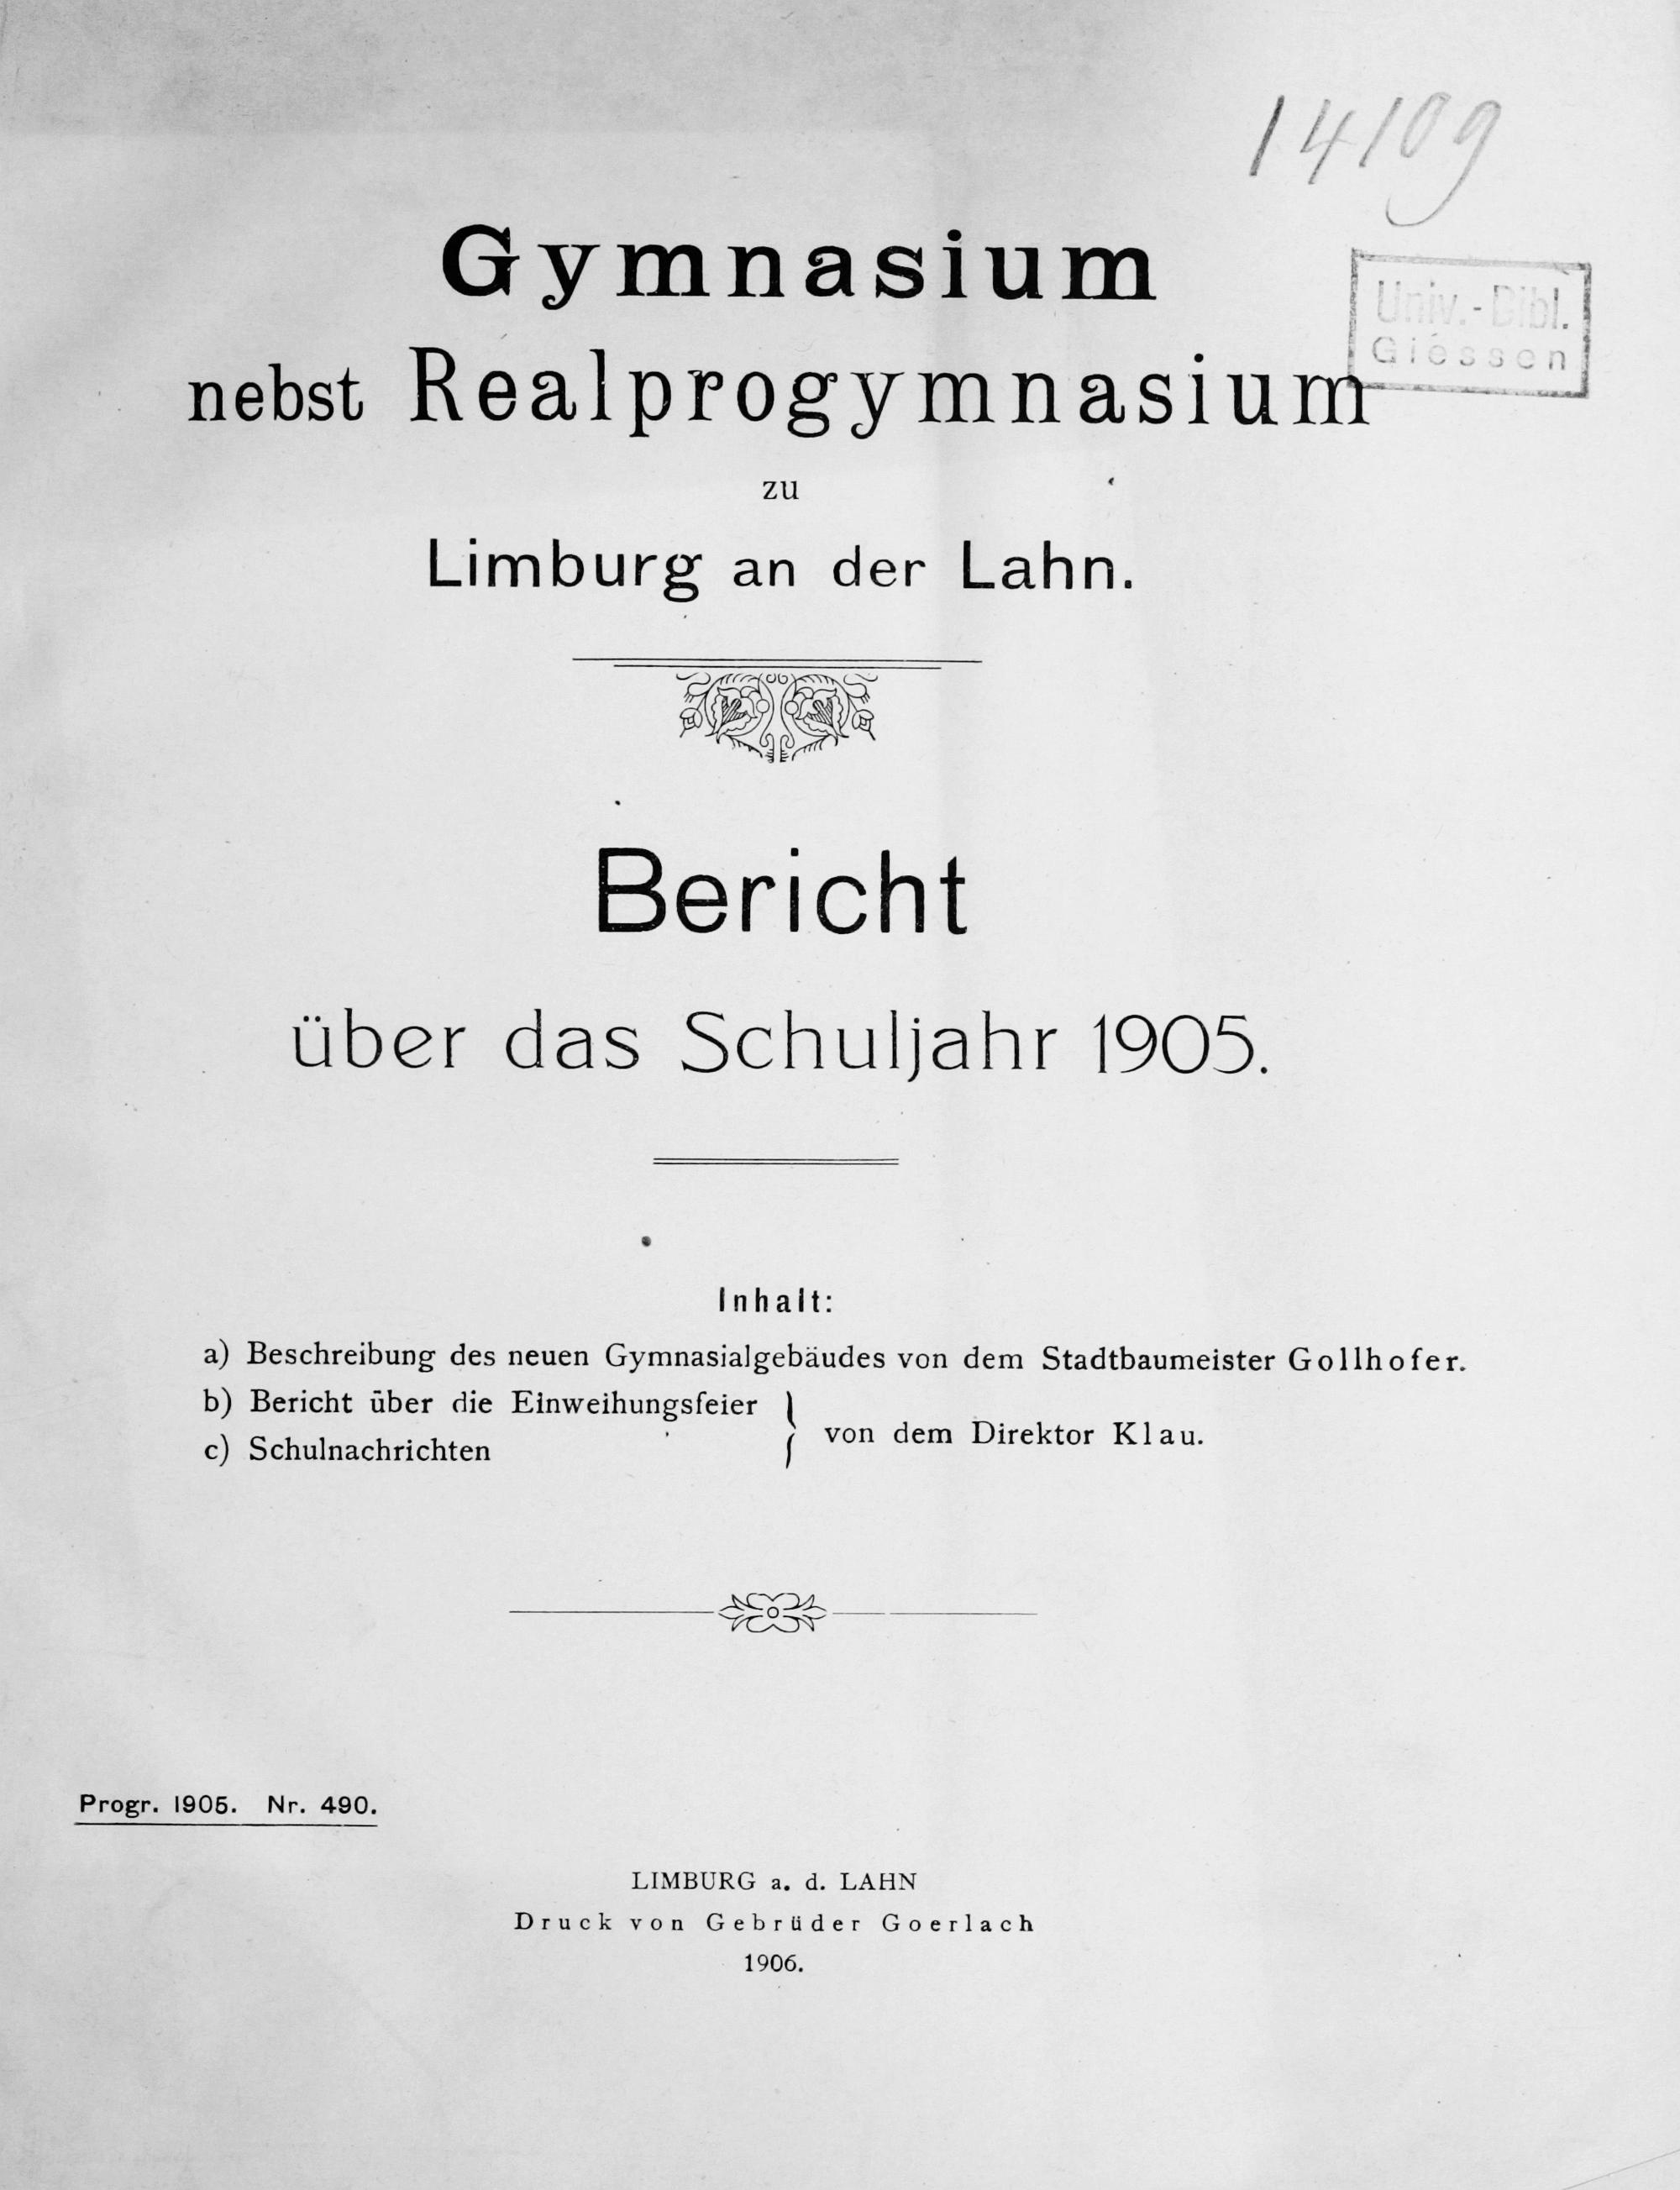 14109
Univ.-Bibl.
Giessen
Gymnasium
nebst Realprogymnasium
zu
Limburg an der Lahn.
Bericht
über das Schuljahr 1905.
Inhalt:
a) Beschreibung des neuen Gymnasialgebäudes von dem Stadtbaumeister Gollhofer.
b) Bericht über die Einweihungsfeier
c) Schulnachrichten
von dem Direktor Klau.
Progr. 1905. Nr. 490.
LIMBURG a. d. LAHN
Druck von Gebrüder Goerlach
1906.